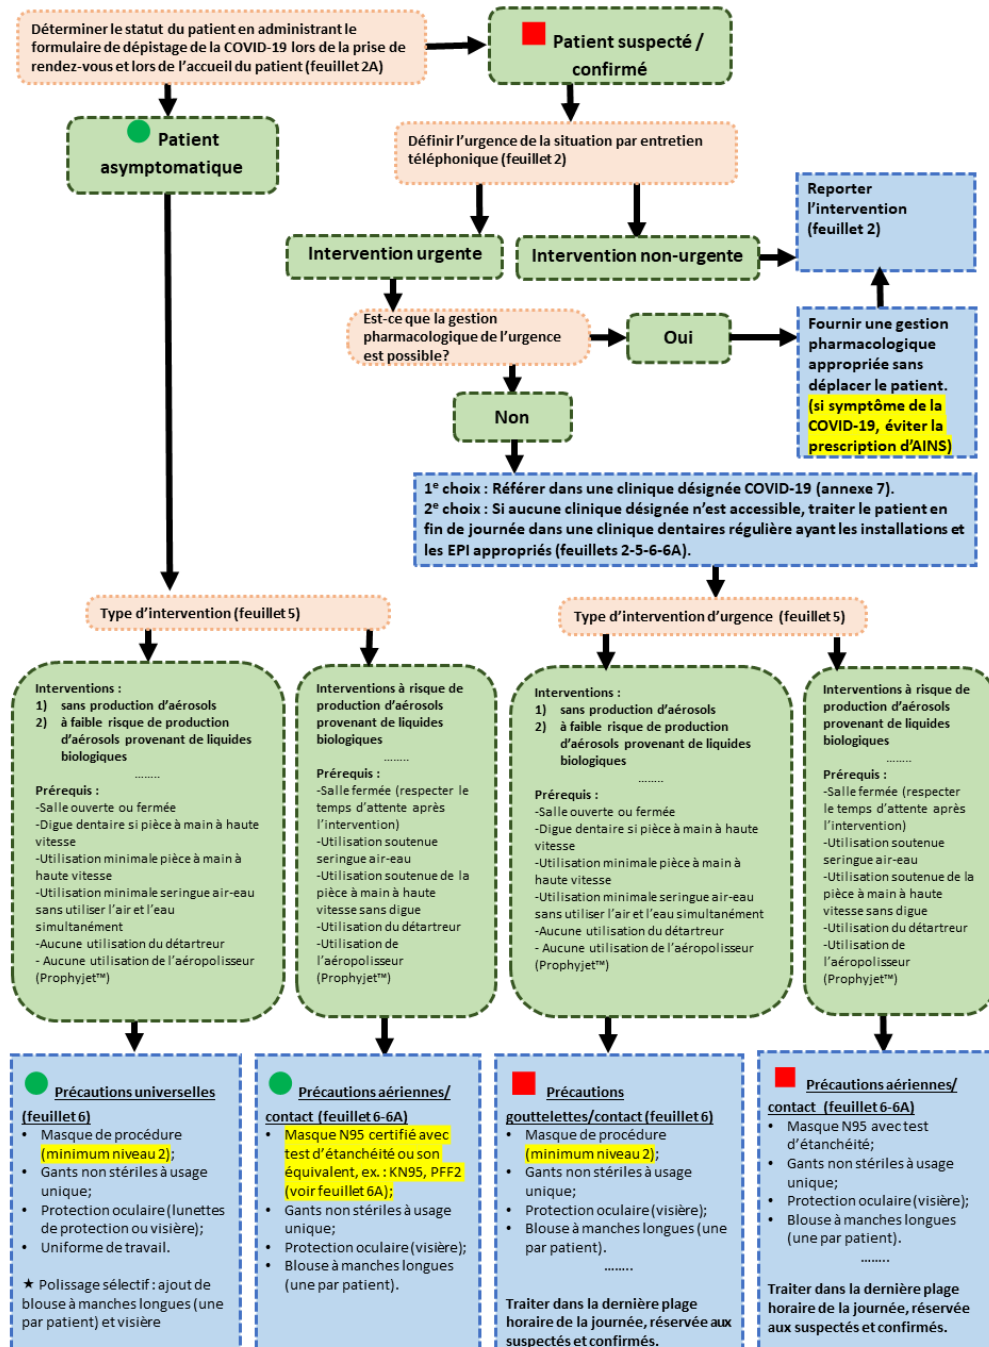 Déterminer le statut du patient en administrant le
formulaire de dépistage de la COVID-19 lors de la prise de
rendez-vous et lors de l'accueil du patient (feuillet 2A)
Patient suspecté /
confirmé
Patient
asymptomatique
Définir l'urgence de la situation par entretien
téléphonique (feuillet 2)
Reporter
l'intervention
(feuillet 2)
Intervention urgente
Intervention non-urgente
Est-ce que la gestion
pharmacologique de l'urgence
est possible?
Oui
Fournir une gestion
pharmacologique
appropriée sans
déplacer le patient.
(si symptôme de la
COVID-19, éviter la
prescription d'AINS)
Non
1e choix : Référer dans une clinique désignée COVID-19 (annexe 7).
2e choix : Si aucune clinique désignée n'est accessible, traiter le patient en
fin de journée dans une clinique dentaires régulière ayant les installations et
les EPI appropriés (feuillets 2-5-6-6A).
Type d'intervention (feuillet 5)
Type d'intervention d'urgence (feuillet 5)
Interventions :
1) sans production d'aérosols
2) à faible risque de production
d'aérosols provenant de liquides
biologiques
........
Prérequis :
-Salle ouverte ou fermée
-Digue dentaire si pièce à main à haute
vitesse
-Utilisation minimale pièce à main à
haute vitesse
-Utilisation minimale seringue air-eau
sans utiliser l'air et l'eau
simultanément
-Aucune utilisation du détartreur
- Aucune utilisation de l'aéropolisseur
(Prophyjet™)
Interventions à risque de
production d'aérosols
provenant de liquides
biologiques
........
Prérequis :
-Salle fermée (respecter le
temps d'attente après
l'intervention)
-Utilisation soutenue
seringue air-eau
-Utilisation soutenue de la
pièce à main à haute
vitesse sans digue
-Utilisation du détartreur
-Utilisation de
l'aéropolisseur
(Prophyjet™)
Interventions :
1) sans production d'aérosols
2) à faible risque de production
d'aérosols provenant de liquides
biologiques
........
Prérequis :
-Salle ouverte ou fermée
-Digue dentaire si pièce à main à haute
vitesse
-Utilisation minimale pièce à main à
haute vitesse
-Utilisation minimale seringue air-eau
sans utiliser l'air et l'eau simultanément
-Aucune utilisation du détartreur
- Aucune utilisation de l'aéropolisseur
(Prophyjet™)
Interventions à risque de
production d'aérosols
provenant de liquides
biologiques
........
Prérequis :
-Salle fermée (respecter
le temps d'attente après
l'intervention)
-Utilisation soutenue
seringue air-eau
-Utilisation soutenue de la
pièce à main à haute
vitesse sans digue
-Utilisation du détartreur
-Utilisation de
l'aéropolisseur
(Prophyjet™)
Précautions universelles
(feuillet 6)
• Masque de procédure
(minimum niveau 2);
• Gants non stériles à usage
unique;
• Protection oculaire (lunettes
de protection ou visière);
• Uniforme de travail.
★ Polissage sélectif : ajout de
blouse à manches longues (une
par patient) et visière
Précautions aériennes/
contact (feuillet 6-6A)
• Masque N95 certifié avec
test d'étanchéité ou son
équivalent, ex. : KN95, PFF2
(voir feuillet 6A);
• Gants non stériles à usage
unique;
• Protection oculaire (visière);
• Blouse à manches longues
(une par patient).
Précautions
gouttelettes/contact (feuillet 6)
• Masque de procédure
(minimum niveau 2);
• Gants non stériles à usage
unique;
• Protection oculaire (visière);
• Blouse à manches longues (une
par patient).
........
Traiter dans la dernière plage
horaire de la journée, réservée aux
suspectés et confirmés.
Précautions aériennes/
contact (feuillet 6-6A)
• Masque N95 avec test
d'étanchéité;
• Gants non stériles à usage
unique;
• Protection oculaire (visière);
• Blouse à manches longues
(une par patient).
........
Traiter dans la dernière plage
horaire de la journée, réservée
aux suspectés et confirmés.